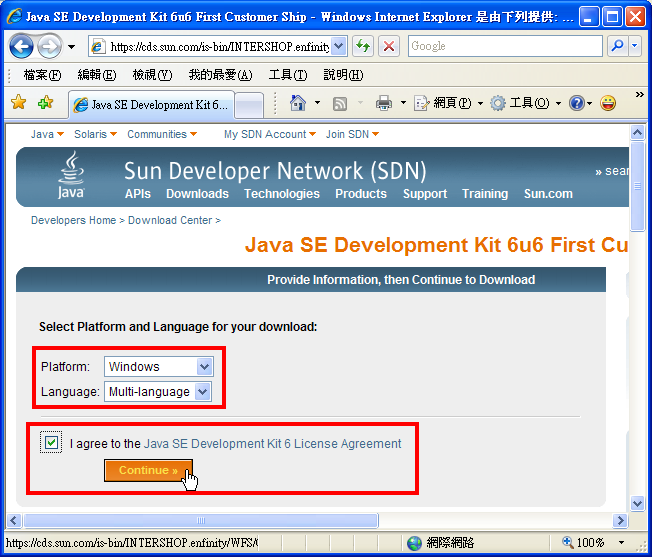 Java SE Development Kit 6u6 First Customer Ship - Windows Internet Explorer 是由下列提供: ...
https://cds.sun.com/is-bin/INTERSHOP.enfinity Google
檔案(F) 編輯(E) 檢視(V) 我的最愛(A) 工具(T) 說明(H)
Java SE Development Kit 6... 網頁(P) 工具(O) »
Java Solaris Communities My SDN Account Join SDN
Java Sun Developer Network (SDN) » sear
APIs Downloads Technologies Products Support Training Sun.com
Developers Home > Download Center >
Java SE Development Kit 6u6 First Cu
Provide Information, then Continue to Download
Select Platform and Language for your download:
Platform: Windows
Language: Multi-language
I agree to the Java SE Development Kit 6 License Agreement
Continue »
https://cds.sun.com/is-bin/INTERSHOP.enfinity/WFS/ 網際網路 100%